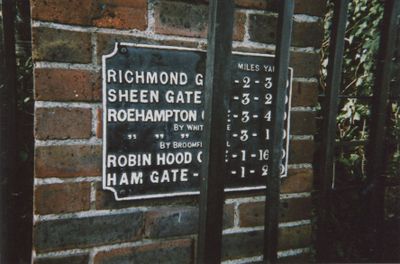 MILES YA
RICHMOND G - 2 - 3
SHEEN GATE - 3 - 2
ROEHAMPTON - 3 - 4
BY WHIT - 3 - 1
" " " BY BROOMF
ROBIN HOOD G - 1 - 16
HAM GATE - - 1 - 2